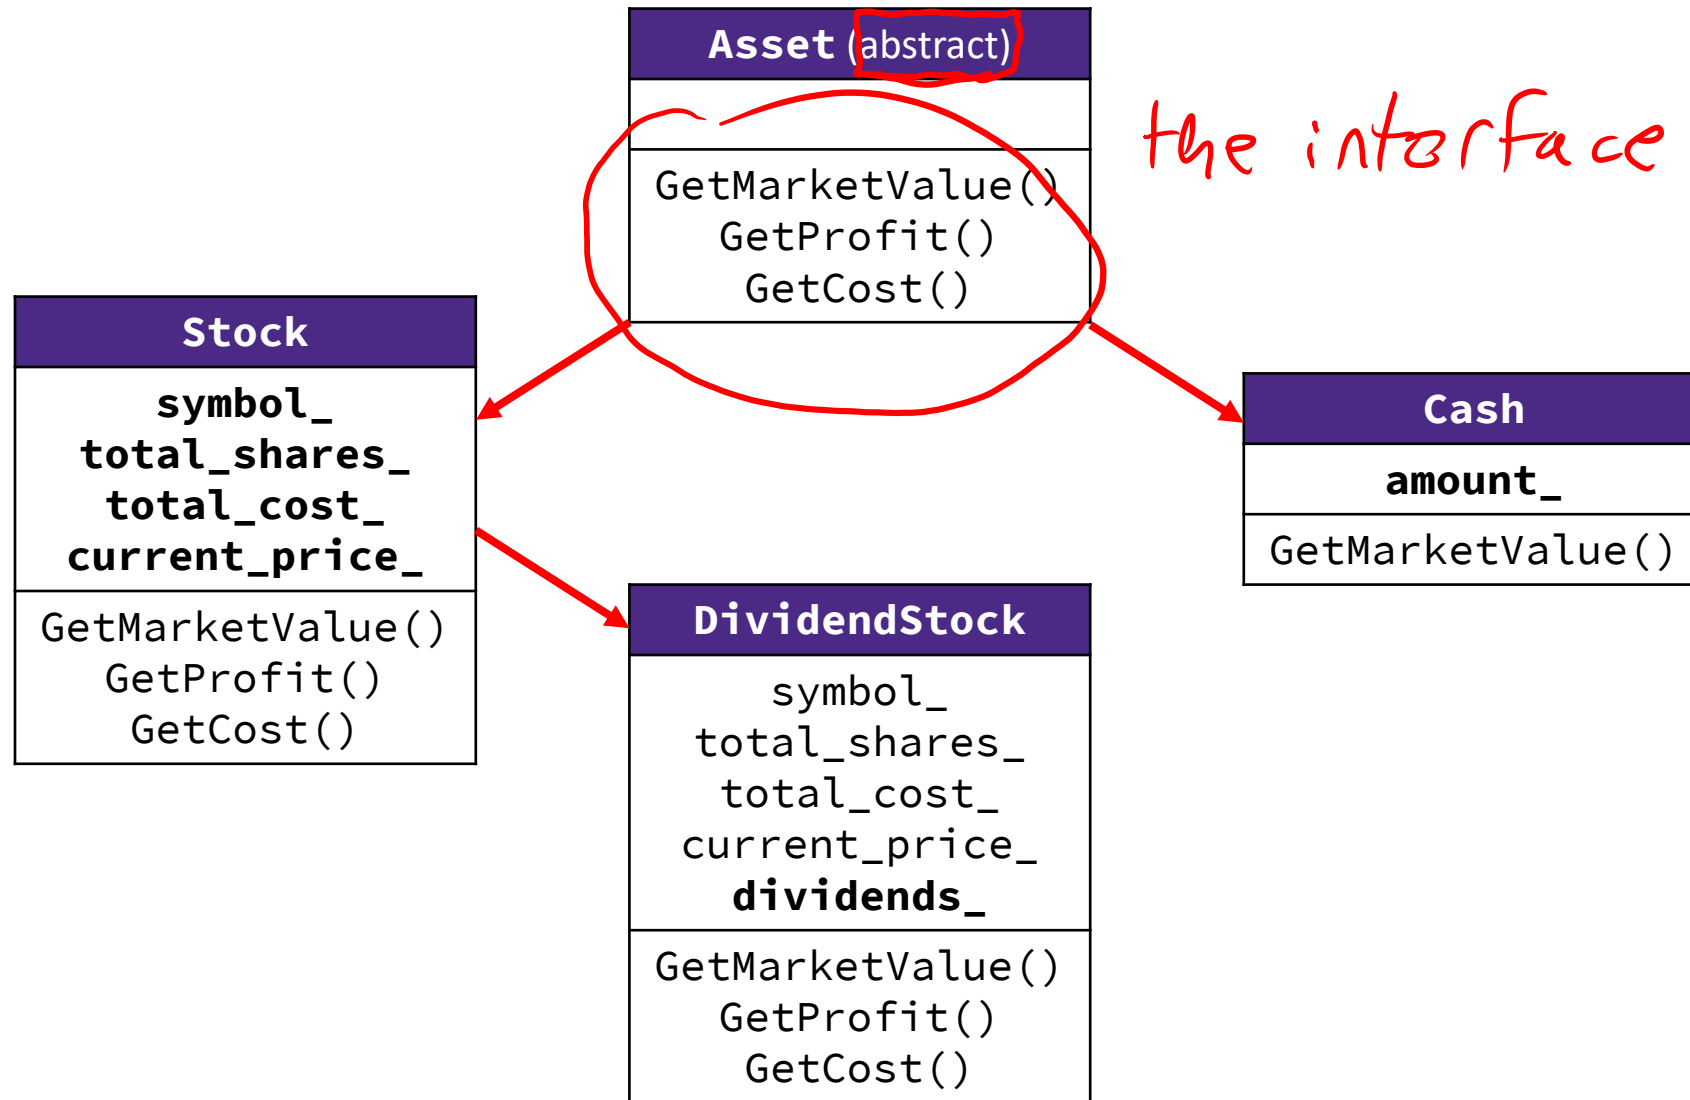 Asset (abstract)
GetMarketValue()
GetProfit()
GetCost()
the interface
Stock
symbol_
total_shares_
total_cost_
current_price_
GetMarketValue()
GetProfit()
GetCost()
Cash
amount_
GetMarketValue()
DividendStock
symbol_
total_shares_
total_cost_
current_price_
dividends_
GetMarketValue()
GetProfit()
GetCost()